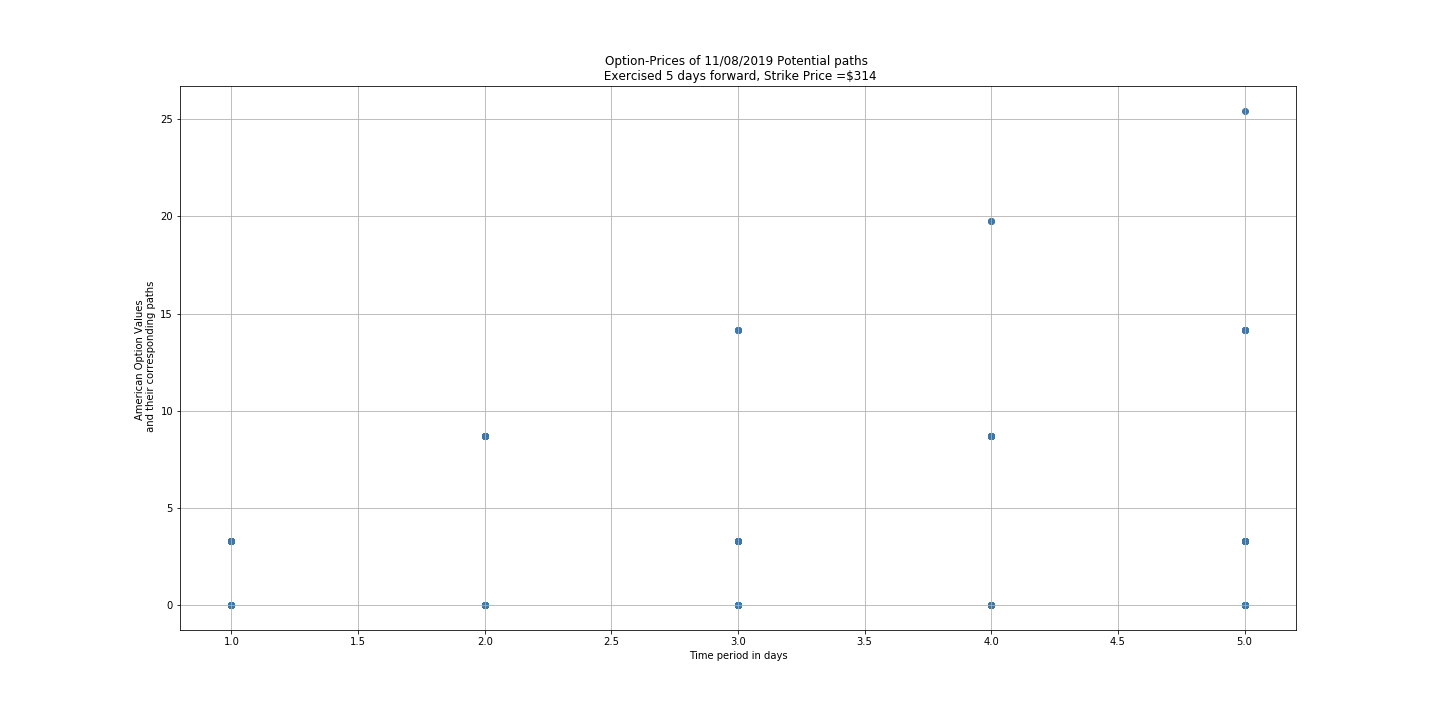 Option-Prices of 11/08/2019 Potential paths
Exercised 5 days forward, Strike Price =$314
American Option Values
and their corresponding paths
25
20
15
10
5
0
1.0 1.5 2.0 2.5 3.0 3.5 4.0 4.5 5.0
Time period in days